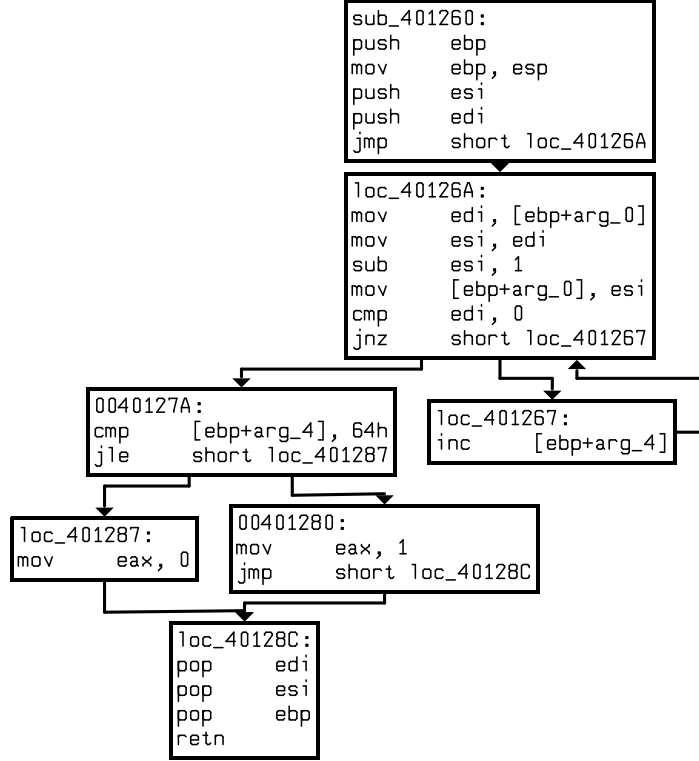 sub_401260:
push ebp
mov ebp, esp
push esi
push edi
jmp short loc_40126A
loc_40126A:
mov edi, [ebp+arg_0]
mov esi, edi
sub esi, 1
mov [ebp+arg_0], esi
cmp edi, 0
jnz short loc_401267
0040127A:
cmp [ebp+arg_4], 64h
jle short loc_401287
loc_401267:
inc [ebp+arg_4]
loc_401287:
mov eax, 0
00401280:
mov eax, 1
jmp short loc_40128C
loc_40128C:
pop edi
pop esi
pop ebp
retn